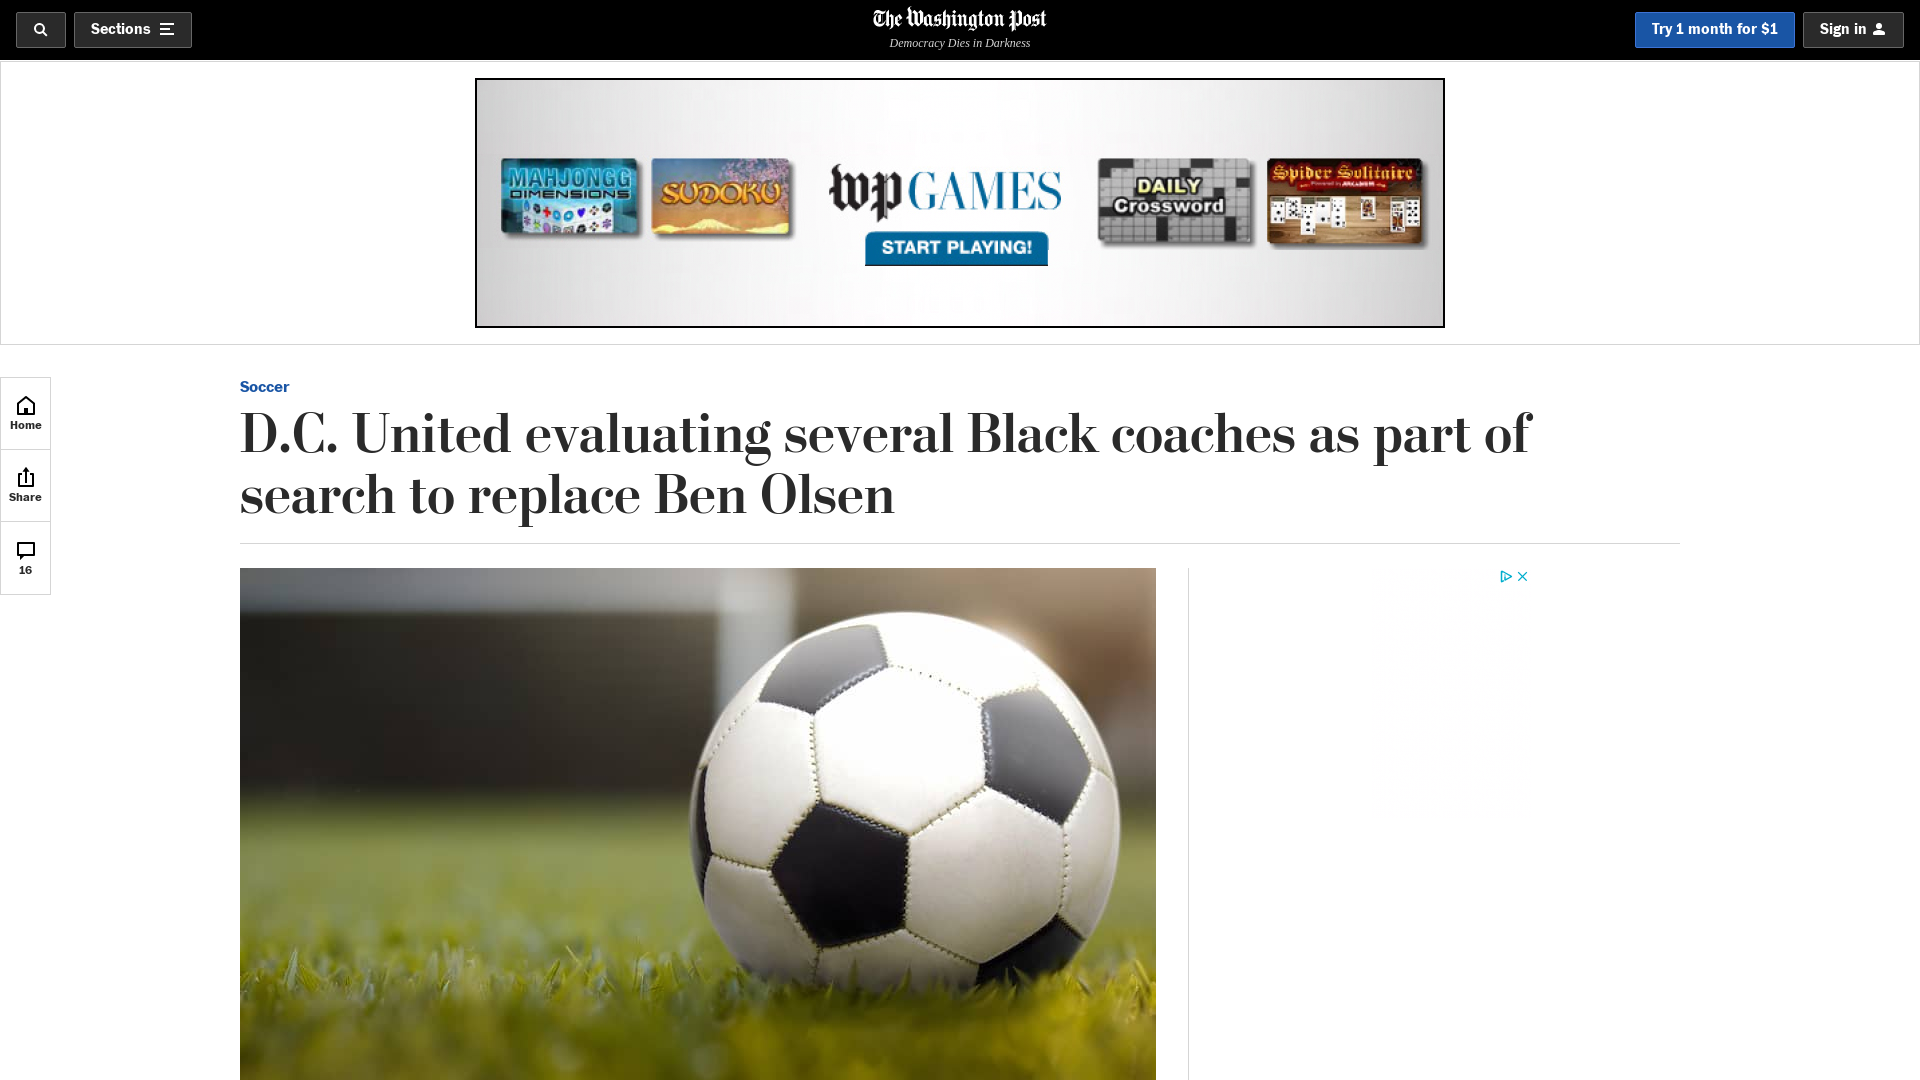 Sections
The Washington Post
Democracy Dies in Darkness
Try 1 month for $1
Sign in
MAHJONGG
DIMENSIONS
SUDOKU
wp GAMES
START PLAYING!
DAILY
Crossword
Spider Solitaire
Home
Share
16
Soccer
D.C. United evaluating several Black coaches as part of
search to replace Ben Olsen